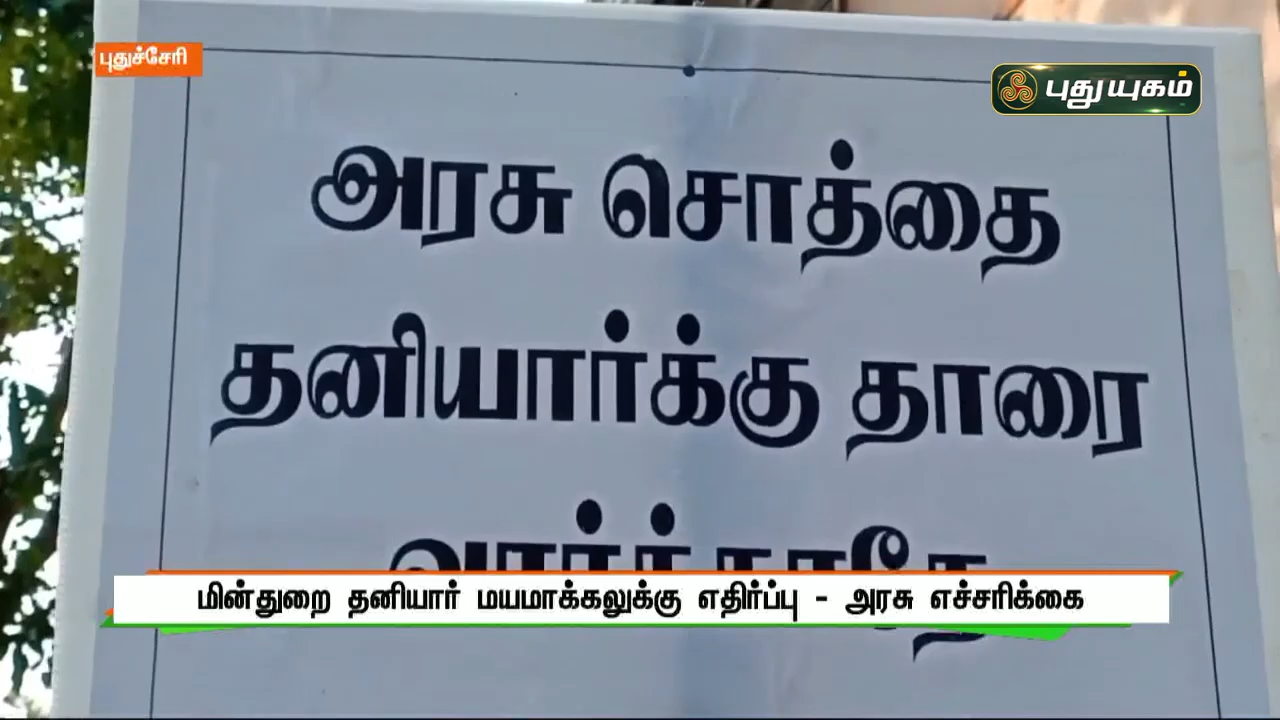 புதுச்சேரி
புதுயுகம்
அரசு சொத்தை
தனியார்க்கு தாரை
வார்க்காதே
மின்துறை தனியார் மயமாக்கலுக்கு எதிர்ப்பு - அரசு எச்சரிக்கை